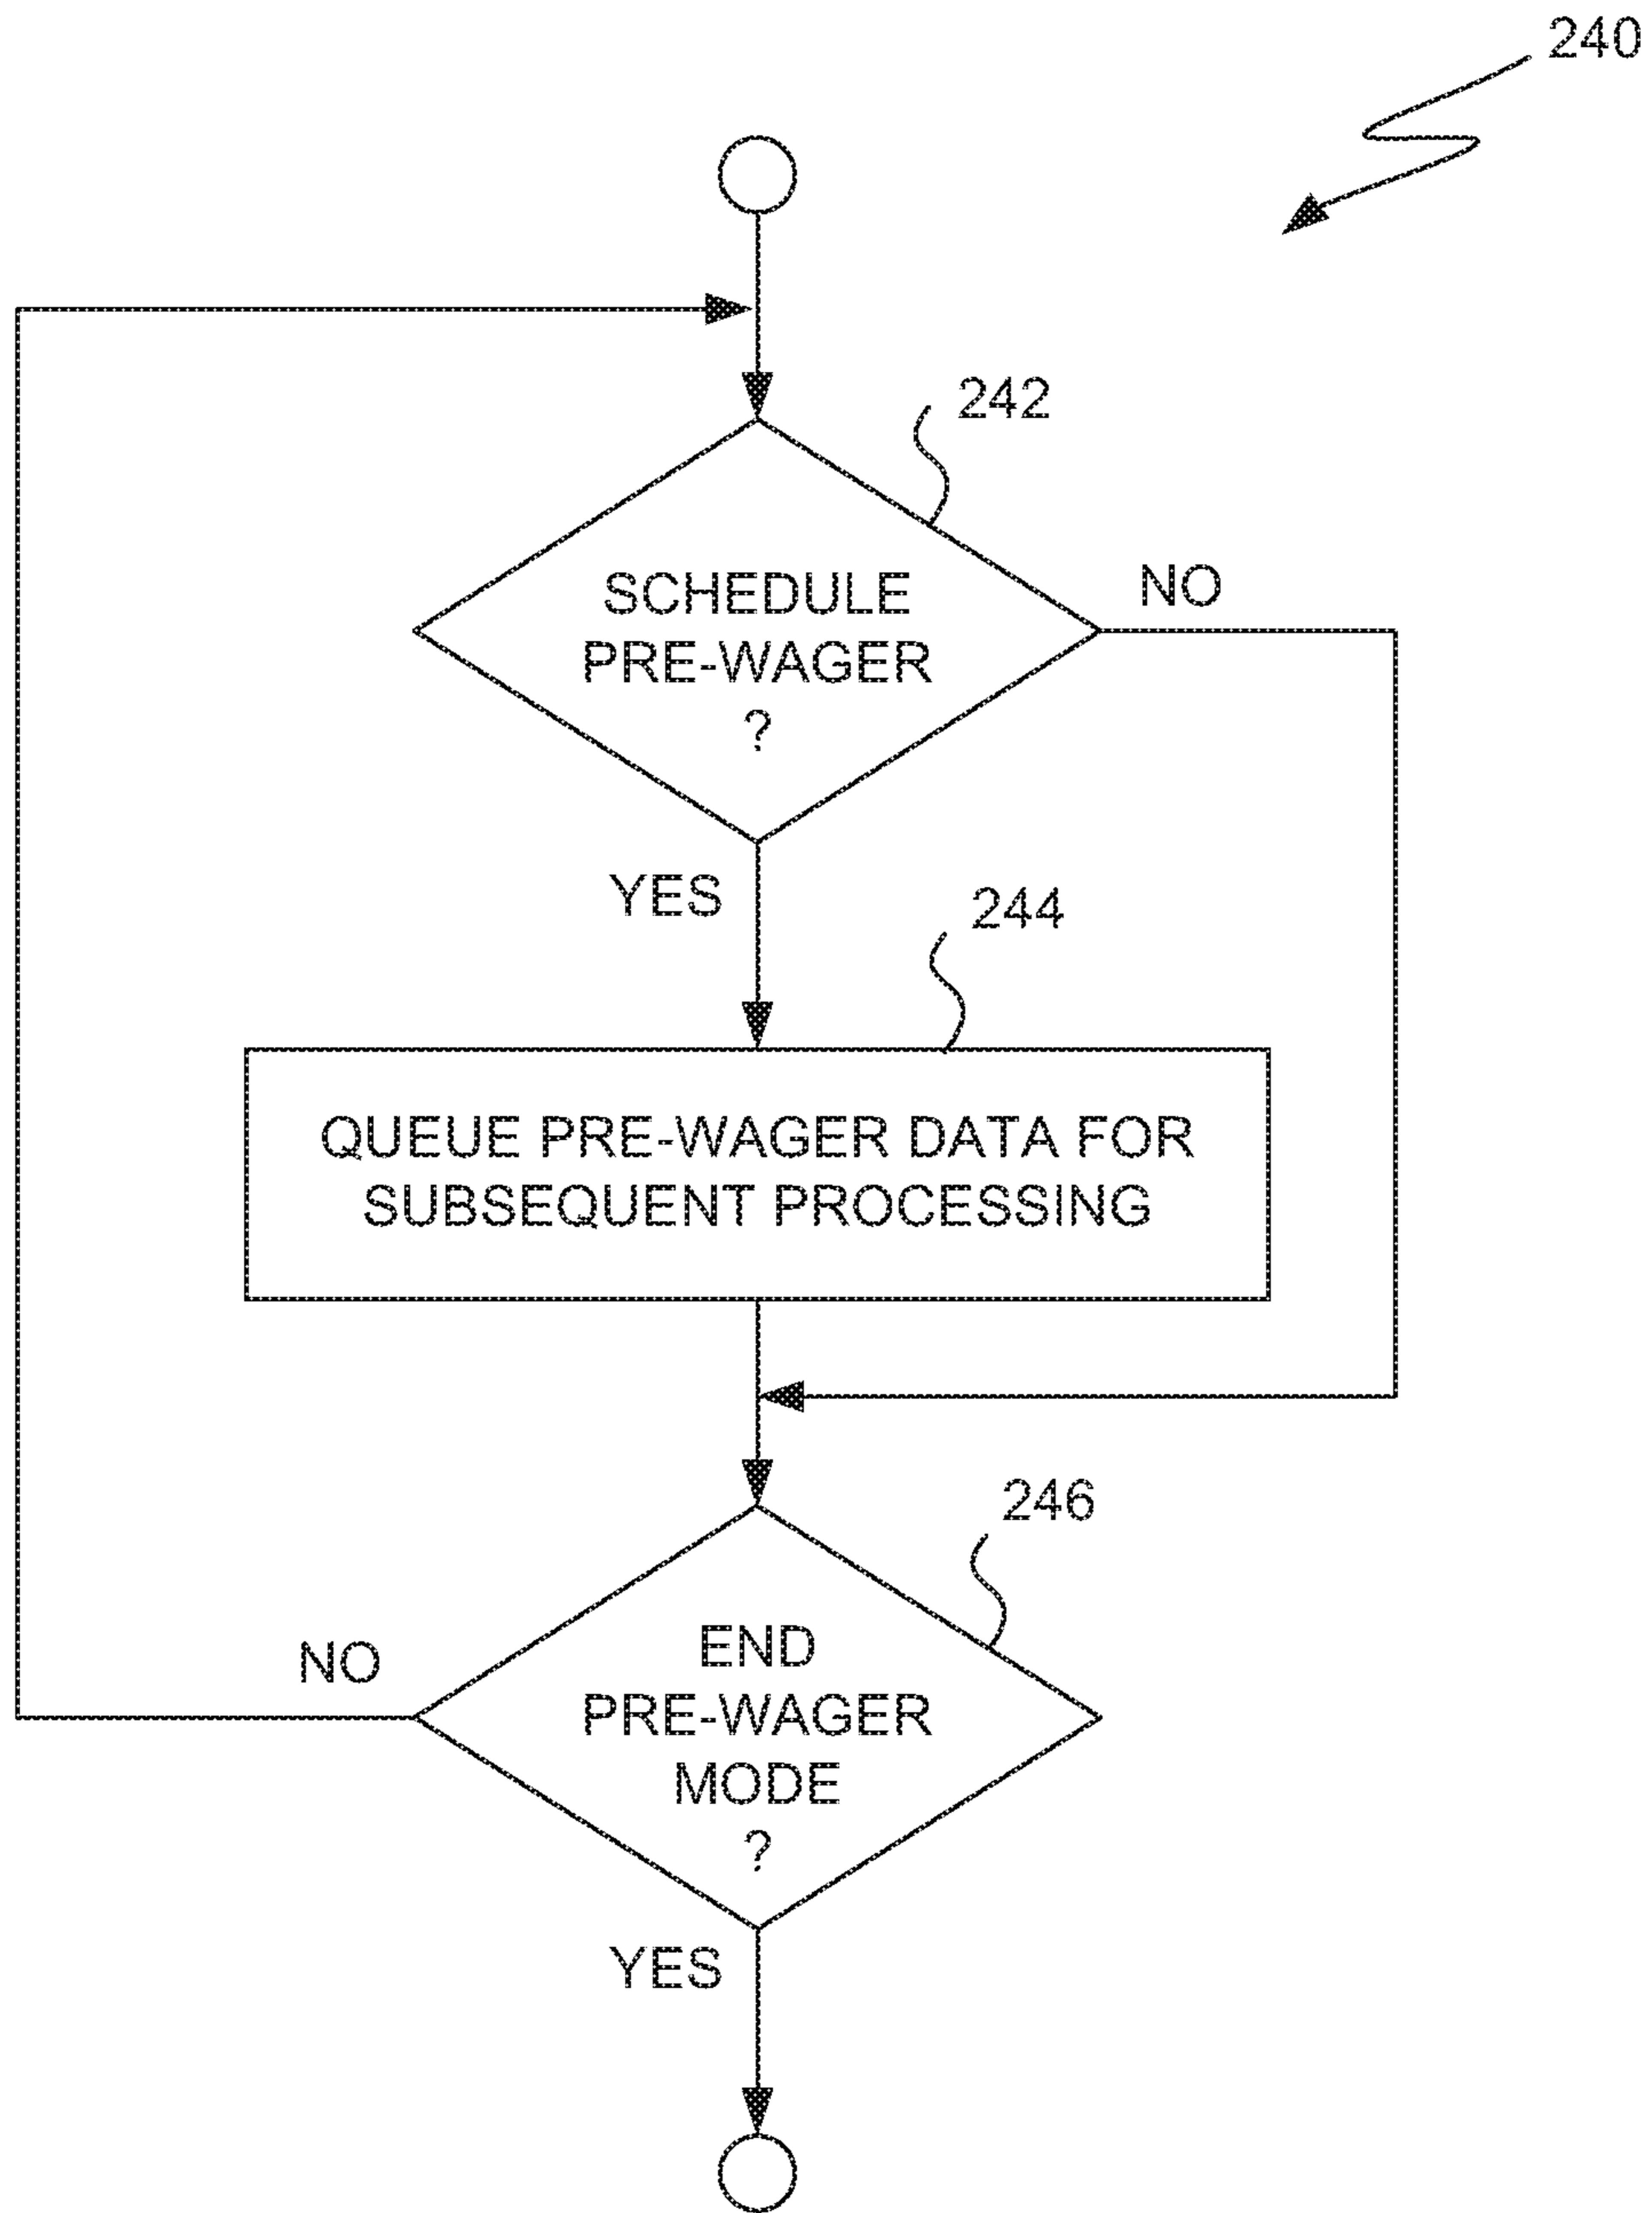 240
242
SCHEDULE
PRE-WAGER
?
NO
YES
244
QUEUE PRE-WAGER DATA FOR
SUBSEQUENT PROCESSING
246
NO
END
PRE-WAGER
MODE
?
YES